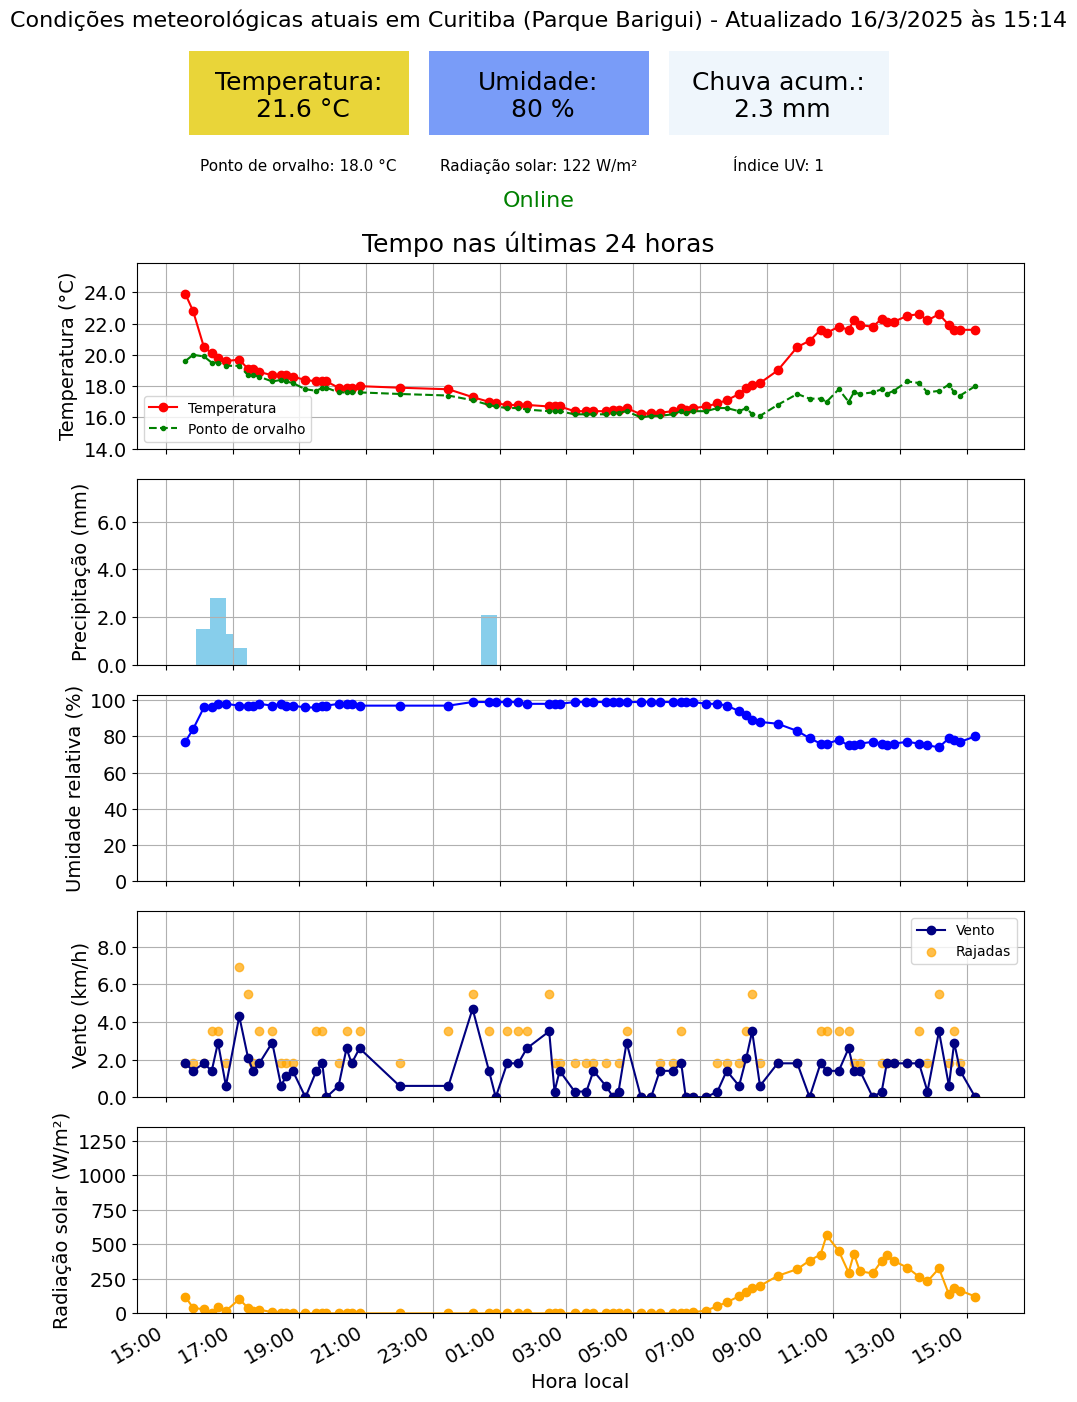 Condições meteorológicas atuais em Curitiba (Parque Barigui) - Atualizado 16/3/2025 às 15:14
Temperatura:
21.6 °C
Umidade:
80 %
Chuva acum.:
2.3 mm
Ponto de orvalho: 18.0 °C
Radiação solar: 122 W/m²
Índice UV: 1
Online
Tempo nas últimas 24 horas
Temperatura (°C)
24.0
22.0
20.0
18.0
16.0
14.0
Temperatura
Ponto de orvalho
Precipitação (mm)
6.0
4.0
2.0
0.0
Umidade relativa (%)
100
80
60
40
20
0
Vento (km/h)
8.0
6.0
4.0
2.0
0.0
Vento
Rajadas
Radiação solar (W/m²)
1250
1000
750
500
250
0
15:00
17:00
19:00
21:00
23:00
01:00
03:00
05:00
07:00
09:00
11:00
13:00
15:00
Hora local